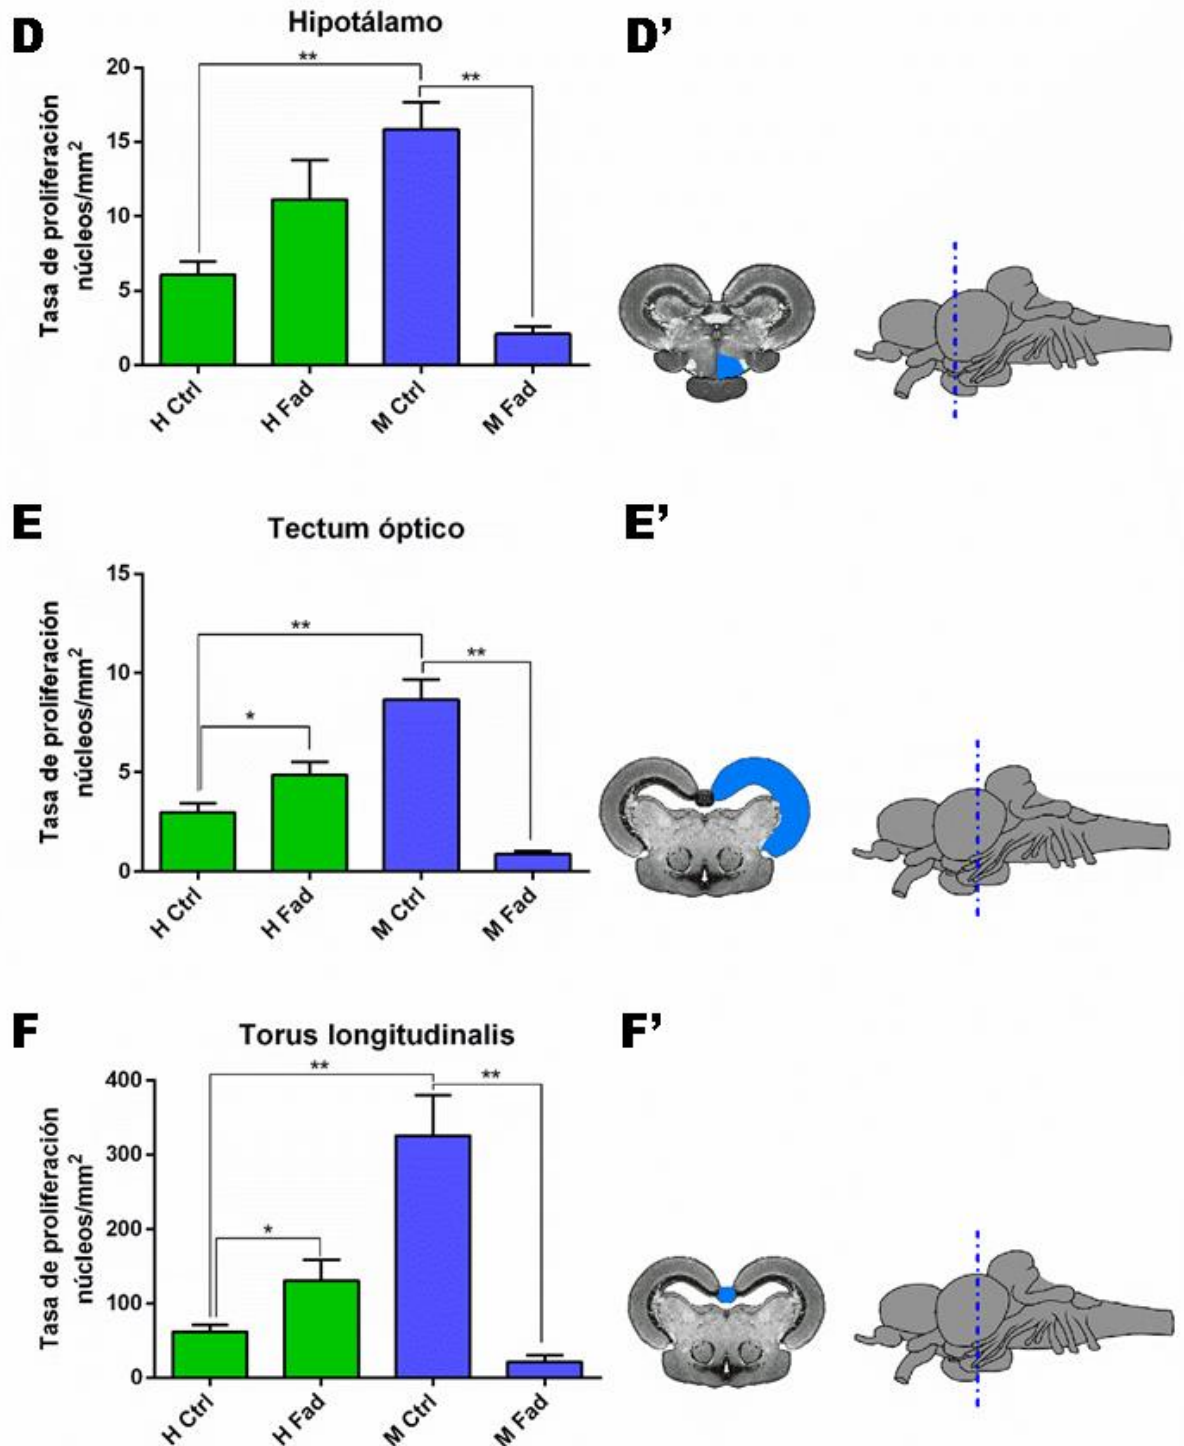 D
Hipotálamo
D’
Tasa de proliferación
núcleos/mm²
20
15
10
5
0
**
**
H Ctrl
H Fad
M Ctrl
M Fad
E
Tectum óptico
E’
Tasa de proliferación
núcleos/mm²
15
10
5
0
**
**
*
H Ctrl
H Fad
M Ctrl
M Fad
F
Torus longitudinalis
F’
Tasa de proliferación
núcleos/mm²
400
300
200
100
0
**
**
*
H Ctrl
H Fad
M Ctrl
M Fad